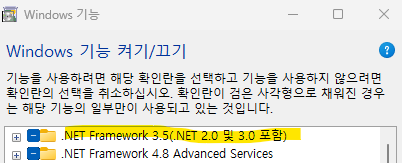 Windows 기능
Windows 기능 켜기/끄기
기능을 사용하려면 해당 확인란을 선택하고 기능을 사용하지 않으려면
확인란의 선택을 취소하십시오. 확인란이 검은 사각형으로 채워진 경우
는 해당 기능의 일부만이 사용되고 있는 것입니다.
.NET Framework 3.5(.NET 2.0 및 3.0 포함)
.NET Framework 4.8 Advanced Services